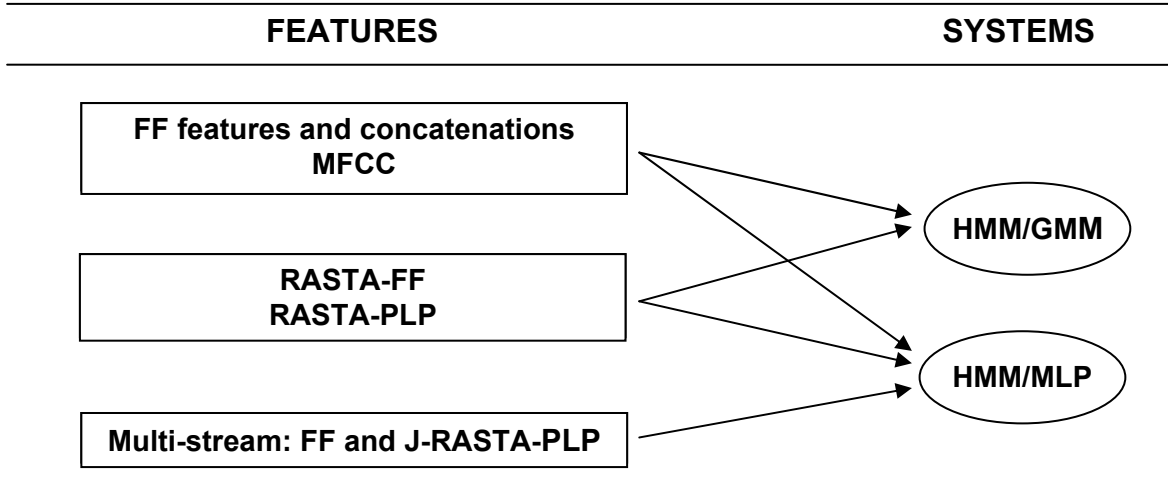 FEATURES
SYSTEMS
FF features and concatenations
MFCC
RASTA-FF
RASTA-PLP
Multi-stream: FF and J-RASTA-PLP
HMM/GMM
HMM/MLP